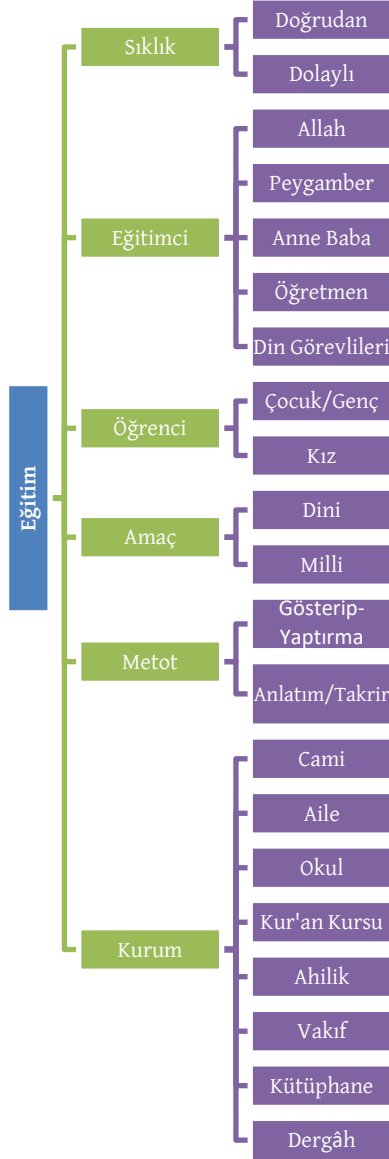 Eğitim
Sıklık
Doğrudan
Dolaylı
Eğitimci
Allah
Peygamber
Anne Baba
Öğretmen
Din Görevlileri
Öğrenci
Çocuk/Genç
Kız
Amaç
Dini
Milli
Metot
Gösterip-
Yaptırma
Anlatım/Takrir
Kurum
Cami
Aile
Okul
Kur'an Kursu
Ahilik
Vakıf
Kütüphane
Dergâh